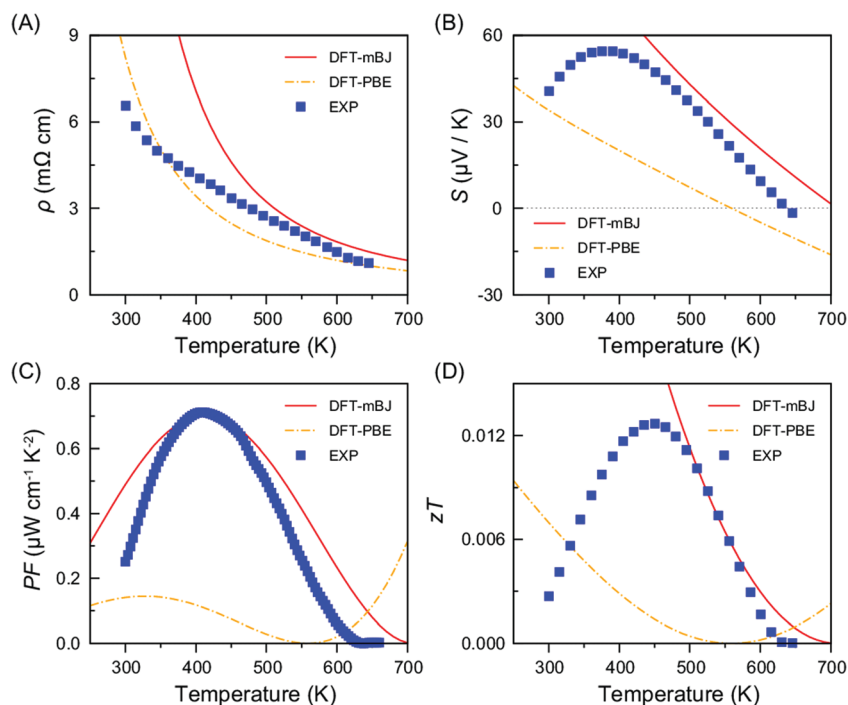 (A)
9
6
3
0
ρ (mΩ cm)
DFT-mBJ
DFT-PBE
EXP
300 400 500 600 700
Temperature (K)
(B)
60
30
0
-30
S (μV / K)
DFT-mBJ
DFT-PBE
EXP
300 400 500 600 700
Temperature (K)
(C)
0.8
0.6
0.4
0.2
0.0
PF (μW cm⁻¹ K⁻²)
DFT-mBJ
DFT-PBE
EXP
300 400 500 600 700
Temperature (K)
(D)
0.012
0.006
0.000
zT
DFT-mBJ
DFT-PBE
EXP
300 400 500 600 700
Temperature (K)